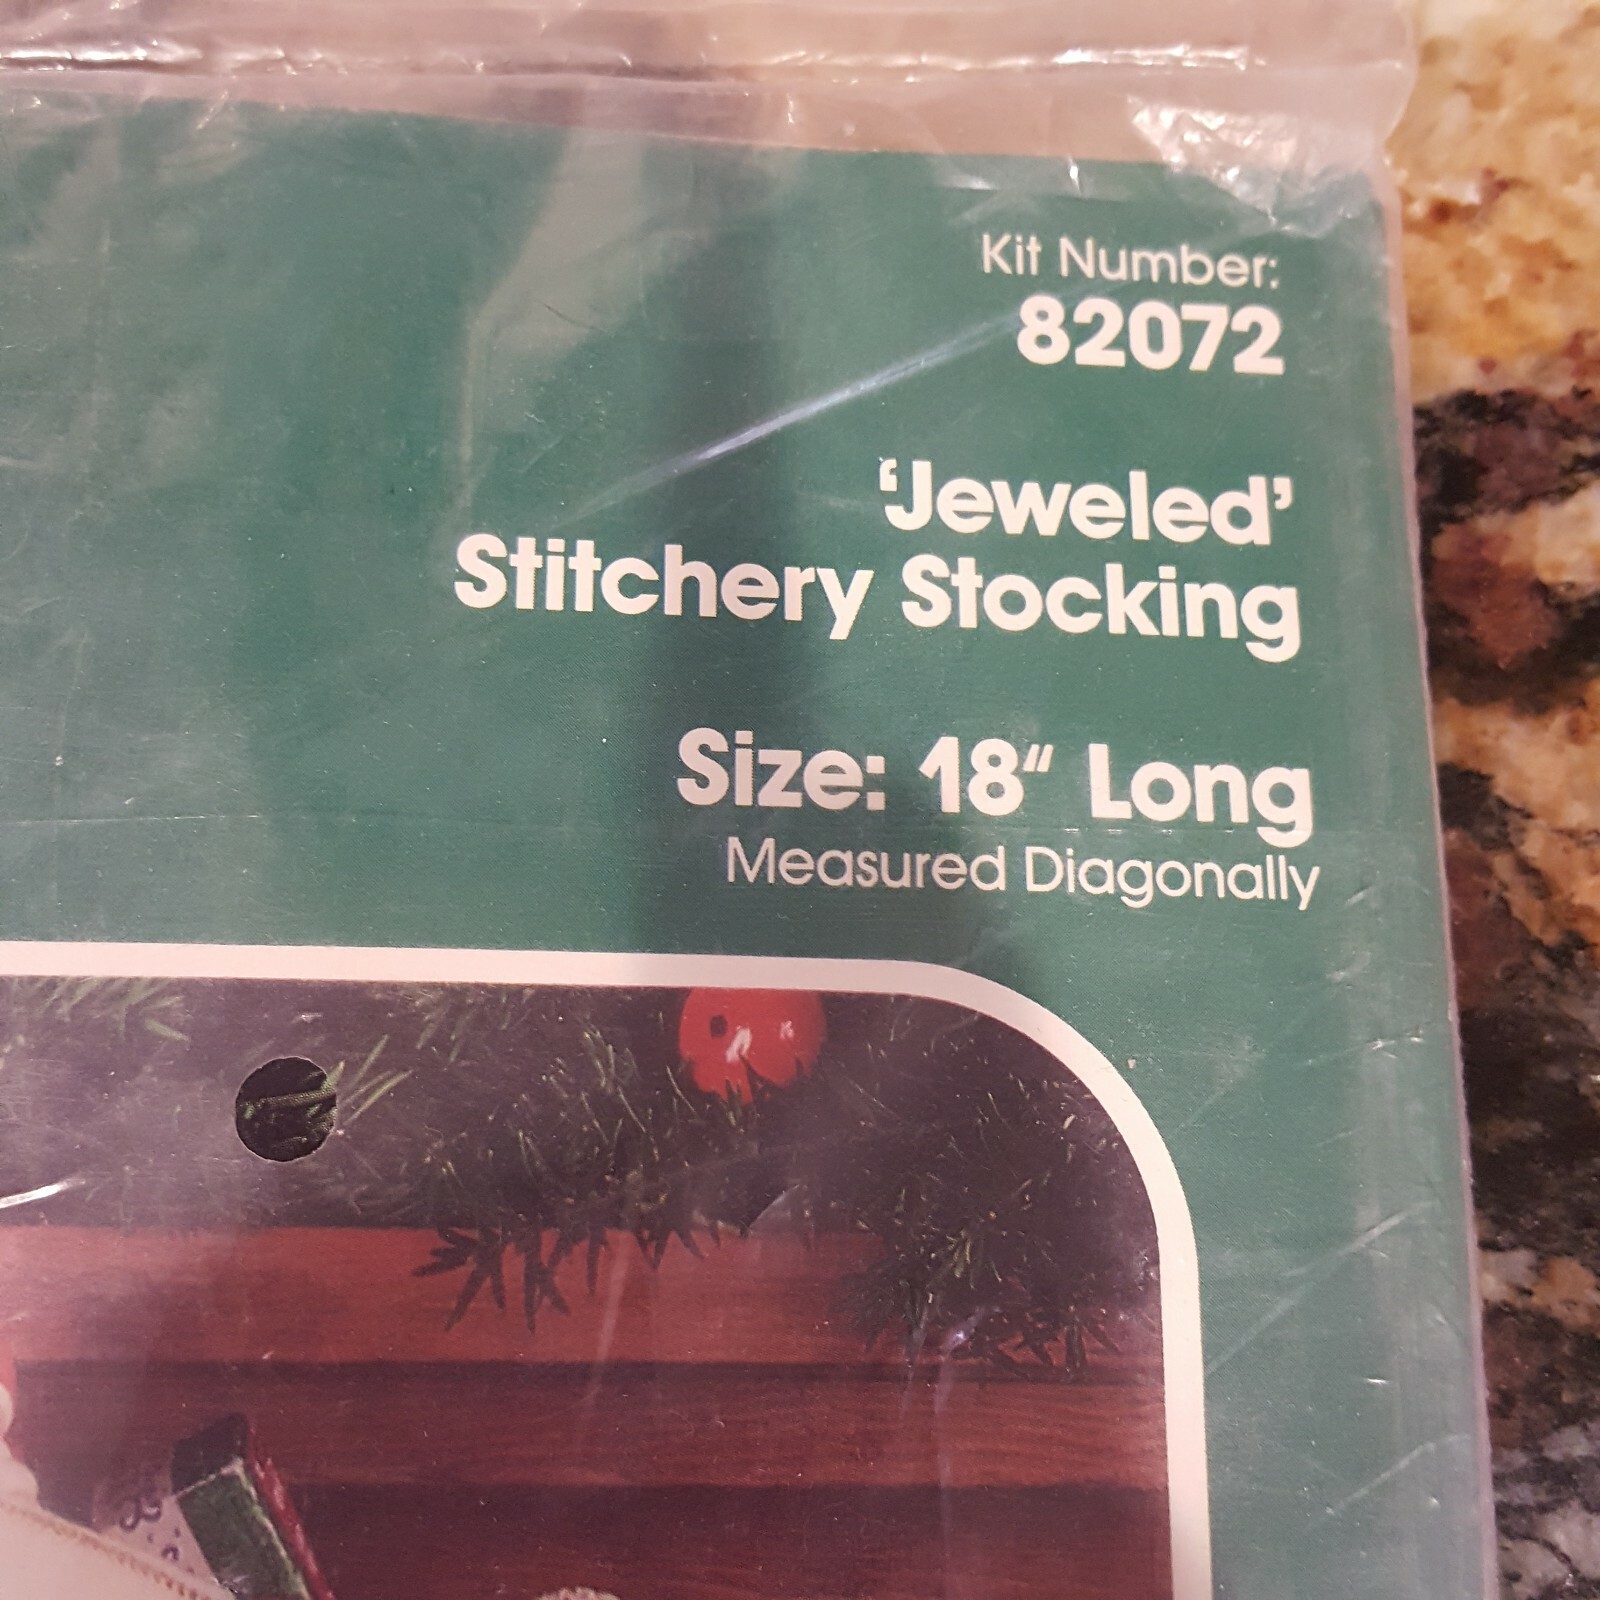 Kit Number:
82072
‘Jeweled’
Stitchery Stocking
Size: 18" Long
Measured Diagonally